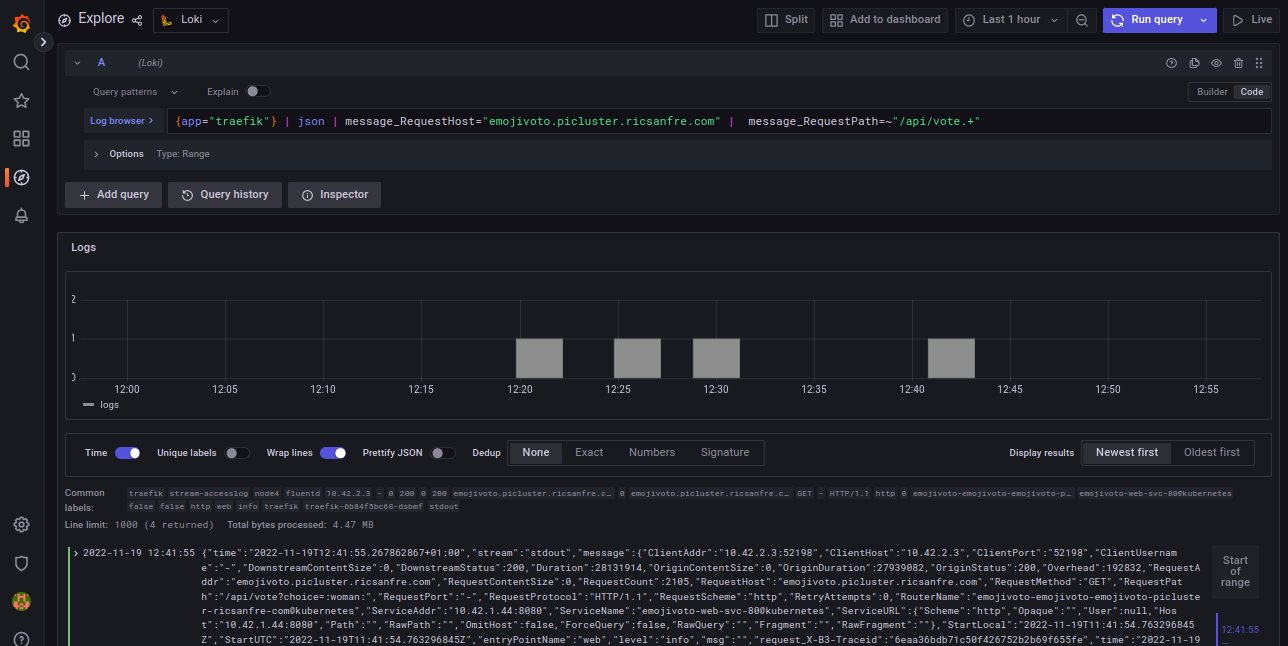 Explore Loki Split Add to dashboard Last 1 hour Run query Live
A (Loki)
Query patterns Explain Builder Code
Log browser > {app="traefik"} | json | message_RequestHost="emojivoto.picluster.ricsanfre.com" | message_RequestPath=~"/api/vote.+"
Options Type: Range
+ Add query Query history Inspector
Logs
2
1
0
12:00 12:05 12:10 12:15 12:20 12:25 12:30 12:35 12:40 12:45 12:50 12:55
logs
Time Unique labels Wrap lines Prettify JSON Dedup None Exact Numbers Signature Display results Newest first Oldest first
Common labels: traefik stream-accesslog node4 fluentd 10.42.2.3 - 0 200 0 200 emojivoto.picluster.ricsanfre.c… 0 emojivoto.picluster.ricsanfre.c… GET - HTTP/1.1 http 0 emojivoto-emojivoto-emojivoto-p… emojivoto-web-svc-80@kubernetes
false false http web info traefik traefik-6b84f5bc68-dsbmf stdout
Line limit: 1000 (4 returned) Total bytes processed: 4.47 MB
2022-11-19 12:41:55 {"time":"2022-11-19T12:41:55.267862867+01:00","stream":"stdout","message":{"ClientAddr":"10.42.2.3:52198","ClientHost":"10.42.2.3","ClientPort":"52198","ClientUsernam
e":"-","DownstreamContentSize":0,"DownstreamStatus":200,"Duration":28131914,"OriginContentSize":0,"OriginDuration":27939082,"OriginStatus":200,"Overhead":192832,"RequestA
ddr":"emojivoto.picluster.ricsanfre.com","RequestContentSize":0,"RequestCount":2105,"RequestHost":"emojivoto.picluster.ricsanfre.com","RequestMethod":"GET","RequestPat
h":"/api/vote?choice=:woman:","RequestPort":"-","RequestProtocol":"HTTP/1.1","RequestScheme":"http","RetryAttempts":0,"RouterName":"emojivoto-emojivoto-emojivoto-picluste
r-ricsanfre-com@kubernetes","ServiceAddr":"10.42.1.44:8080","ServiceName":"emojivoto-web-svc-80@kubernetes","ServiceURL":{"Scheme":"http","Opaque":"","User":null,"Hos
t":"10.42.1.44:8080","Path":"","RawPath":"","OmitHost":false,"ForceQuery":false,"RawQuery":"","Fragment":"","RawFragment":""},"StartLocal":"2022-11-19T11:41:54.763296845
Z","StartUTC":"2022-11-19T11:41:54.763296845Z","entryPointName":"web","level":"info","msg":"","request_X-B3-Traceid":"6eaa36bdb71c50f426752b2b69f655fe","time":"2022-11-19
Start
of
range
12:41:55
…